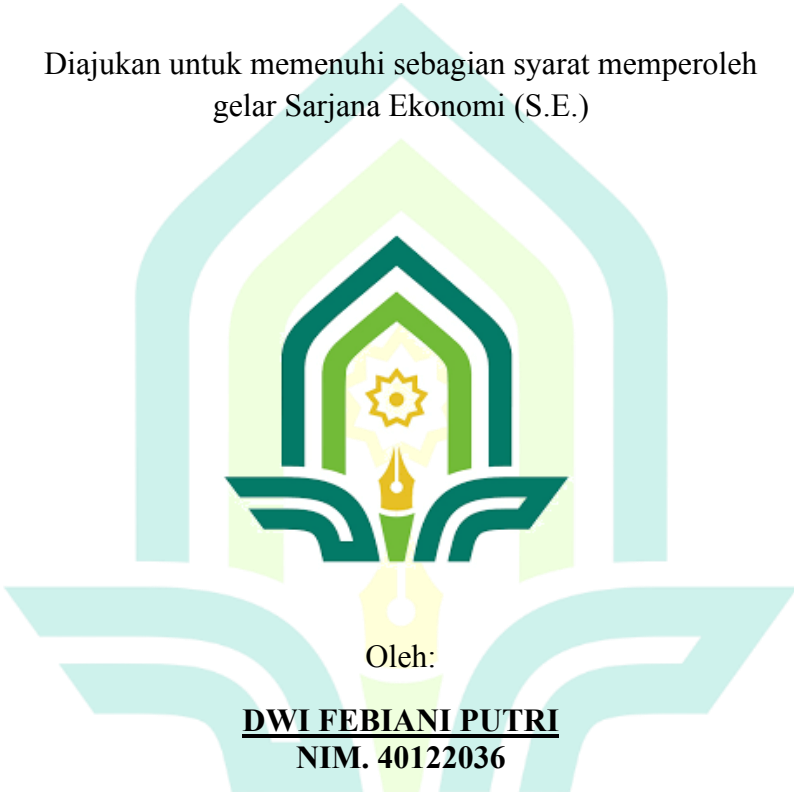 Diajukan untuk memenuhi sebagian syarat memperoleh
gelar Sarjana Ekonomi (S.E.)
Oleh:
DWI FEBIANI PUTRI
NIM. 40122036